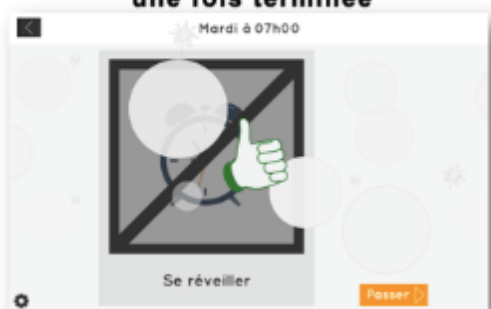 une fois terminée
Mardi à 07h00
Se réveiller
Passer